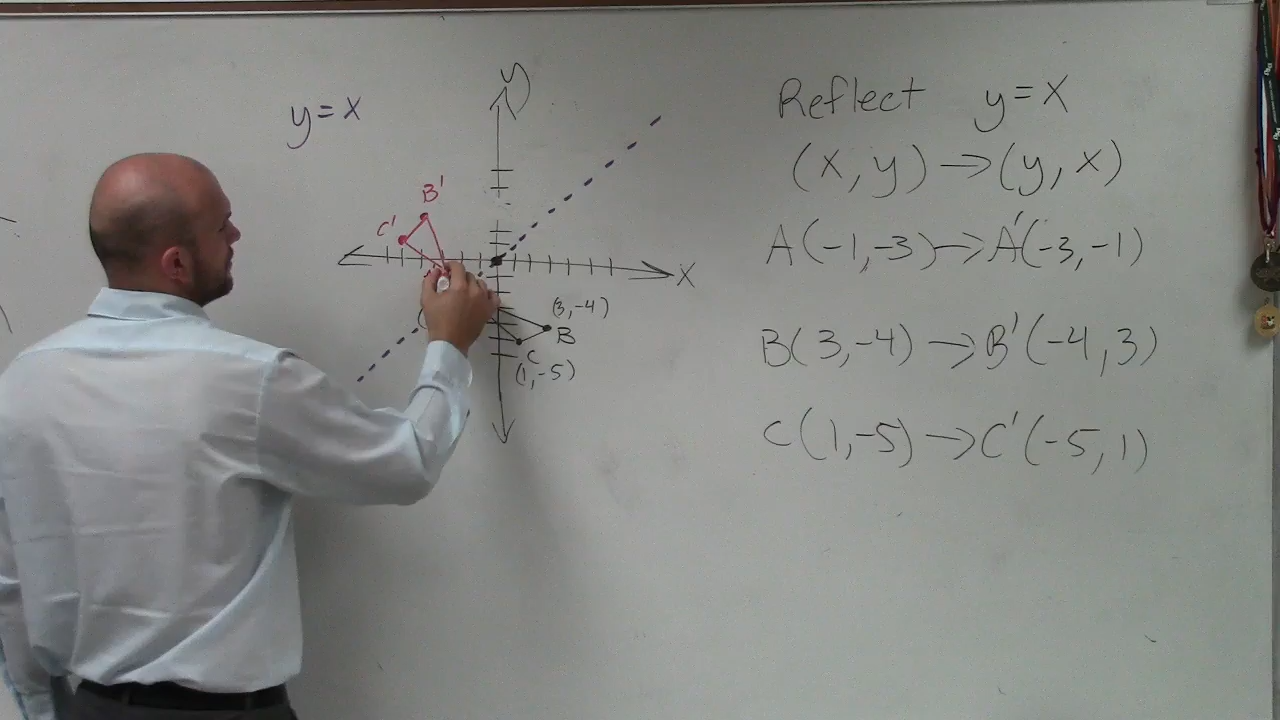 y = x
y
B'
C'
x
(3,-4)
B
C
(1,-5)
Reflect y = x
(x, y) → (y, x)
A(-1,-3) → A'(-3,-1)
B(3,-4) → B'(-4,3)
C(1,-5) → C'(-5,1)